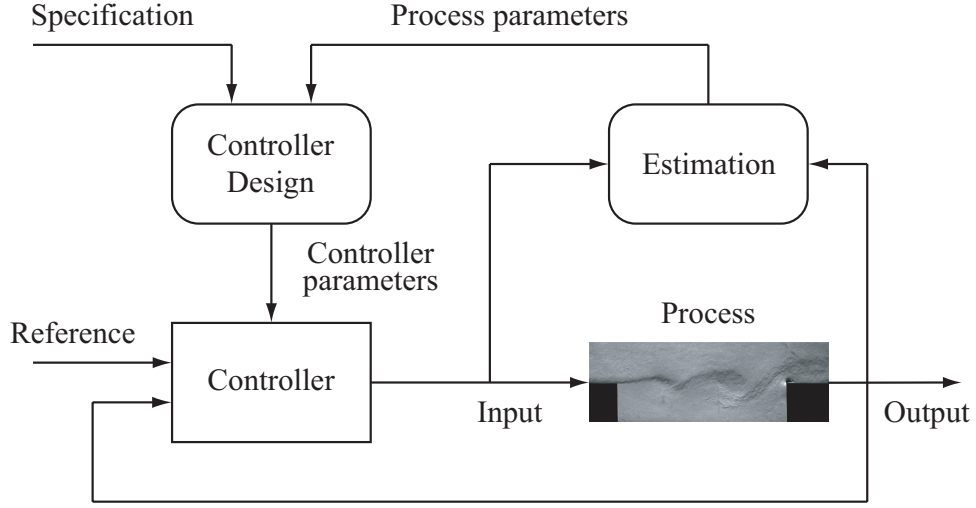 Specification
Process parameters
Controller
Design
Estimation
Controller
parameters
Process
Reference
Controller
Input
Output